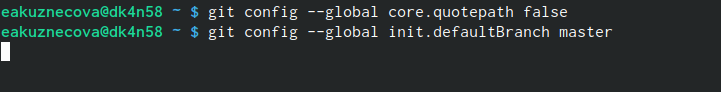 eakuznecova@dk4n58 ~ $ git config --global core.quotepath false
eakuznecova@dk4n58 ~ $ git config --global init.defaultBranch master